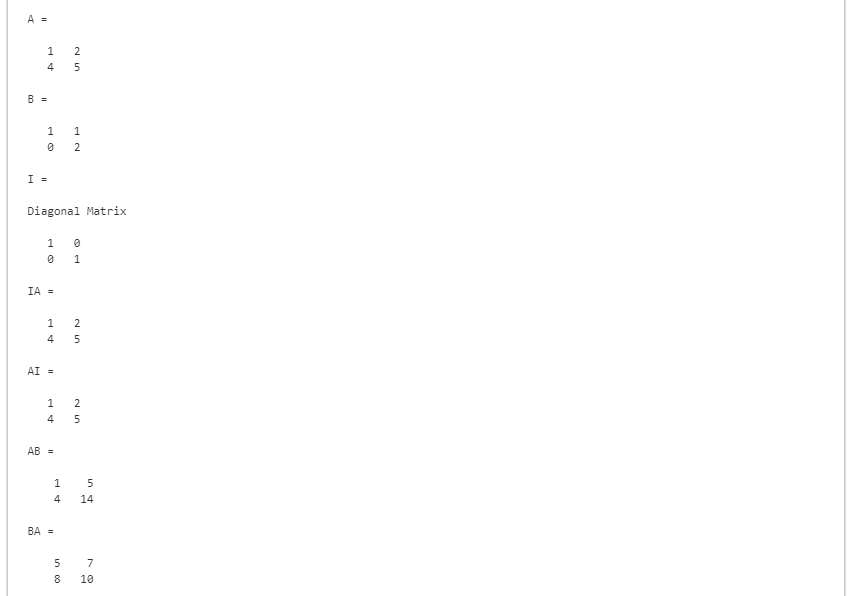 A =
1 2
4 5
B =
1 1
0 2
I =
Diagonal Matrix
1 0
0 1
IA =
1 2
4 5
AI =
1 2
4 5
AB =
1 5
4 14
BA =
5 7
8 10